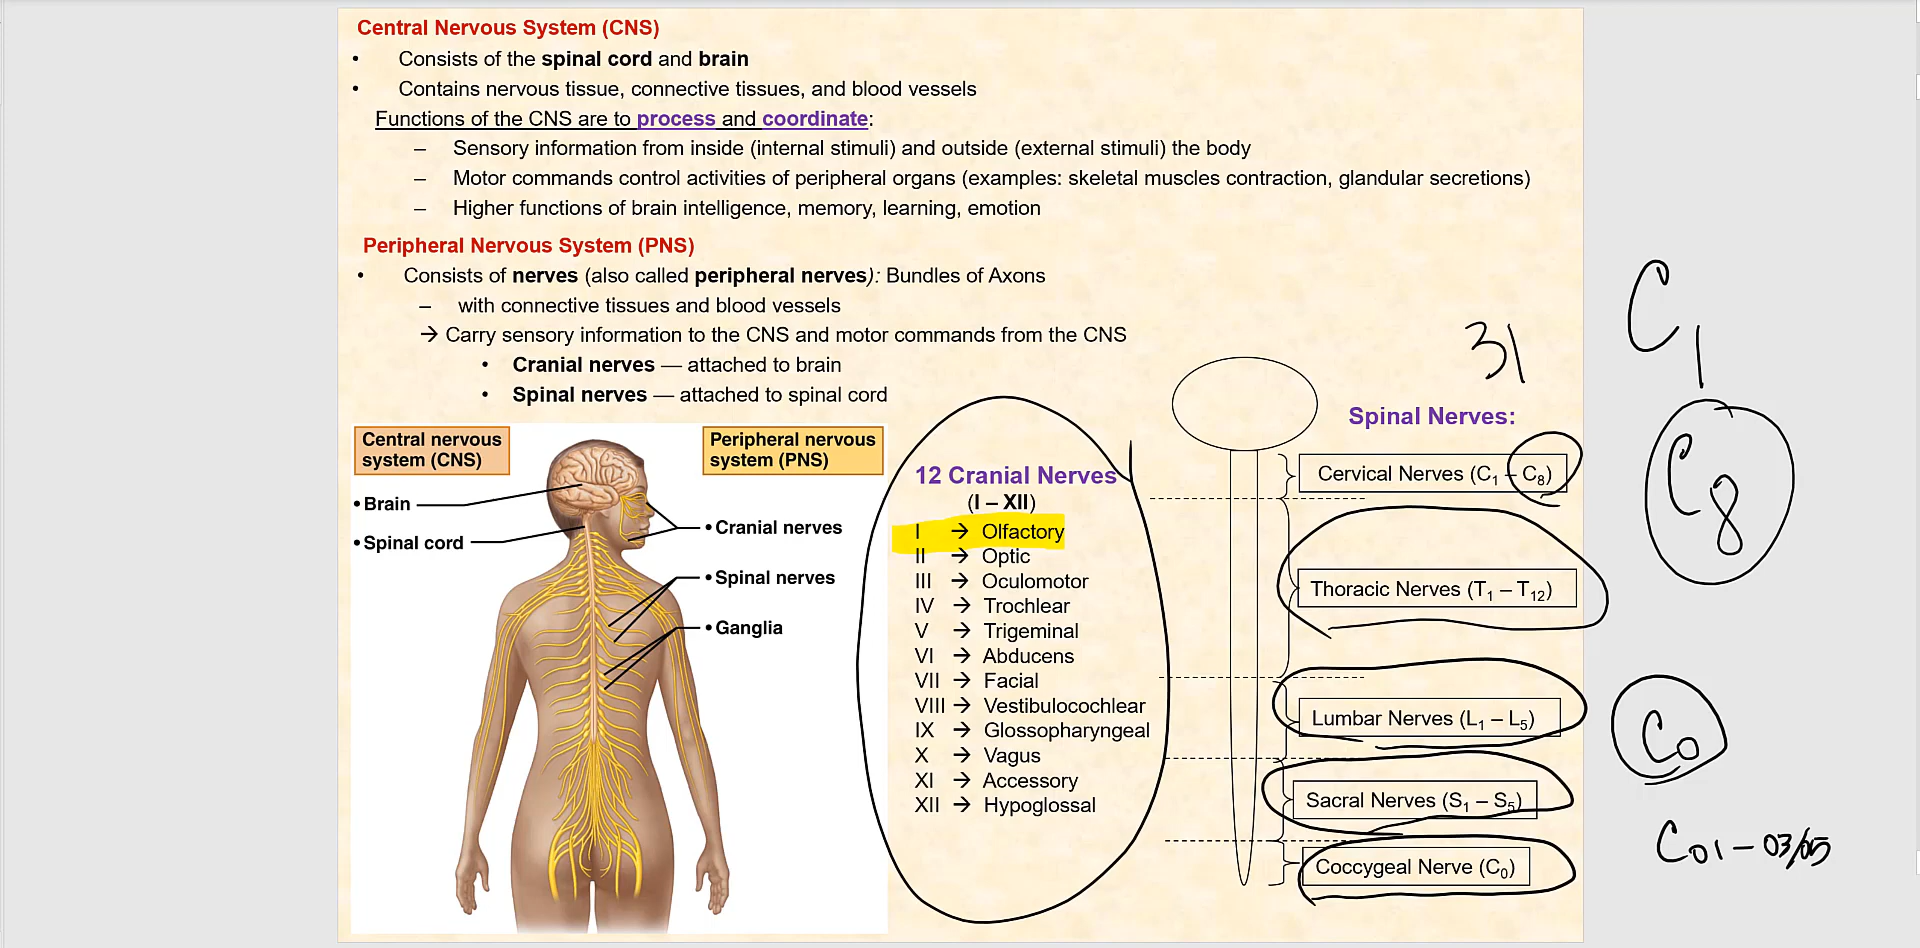 Central Nervous System (CNS)
• Consists of the spinal cord and brain
• Contains nervous tissue, connective tissues, and blood vessels
Functions of the CNS are to process and coordinate:
– Sensory information from inside (internal stimuli) and outside (external stimuli) the body
– Motor commands control activities of peripheral organs (examples: skeletal muscles contraction, glandular secretions)
– Higher functions of brain intelligence, memory, learning, emotion
Peripheral Nervous System (PNS)
• Consists of nerves (also called peripheral nerves): Bundles of Axons
– with connective tissues and blood vessels
→ Carry sensory information to the CNS and motor commands from the CNS
• Cranial nerves — attached to brain
• Spinal nerves — attached to spinal cord
Central nervous
system (CNS)
• Brain
• Spinal cord
Peripheral nervous
system (PNS)
• Cranial nerves
• Spinal nerves
• Ganglia
12 Cranial Nerves
(I – XII)
I → Olfactory
II → Optic
III → Oculomotor
IV → Trochlear
V → Trigeminal
VI → Abducens
VII → Facial
VIII → Vestibulocochlear
IX → Glossopharyngeal
X → Vagus
XI → Accessory
XII → Hypoglossal
31
Spinal Nerves:
Cervical Nerves (C1 – C8)
Thoracic Nerves (T1 – T12)
Lumbar Nerves (L1 – L5)
Sacral Nerves (S1 – S5)
Coccygeal Nerve (C0)
C1
C8
Co
Co1 – 03/05